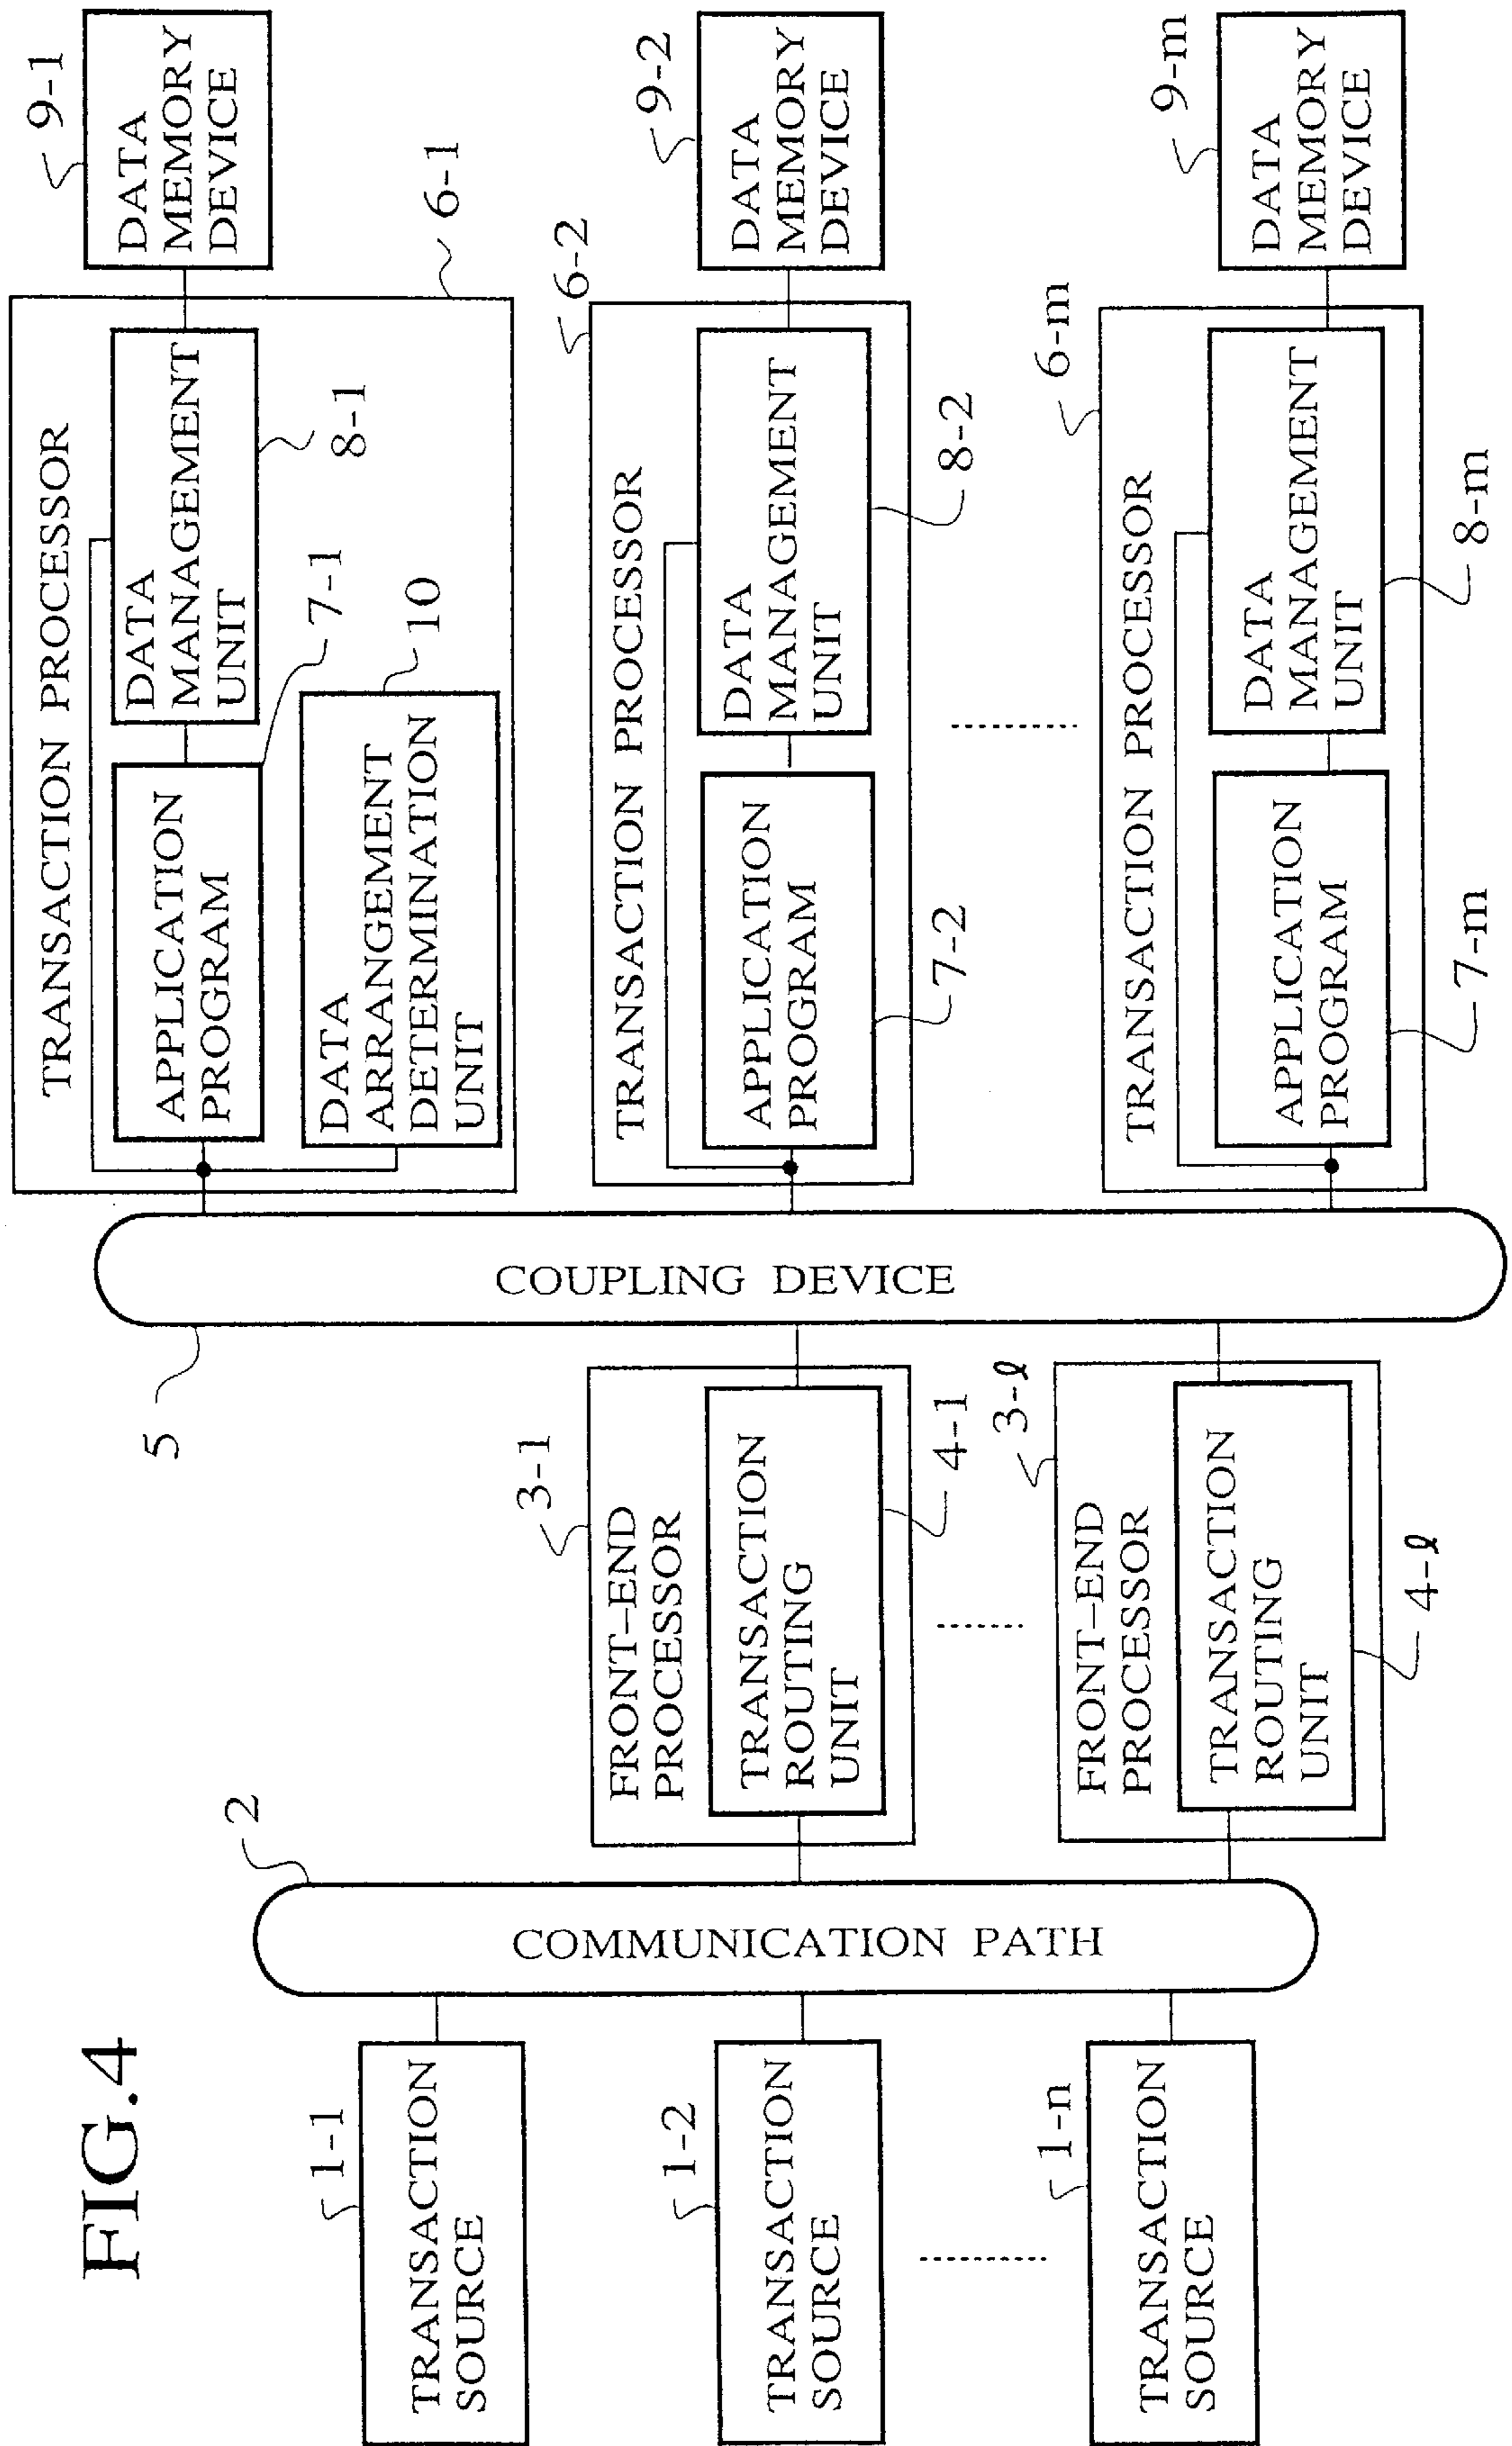 FIG.4
1-1
TRANSACTION
SOURCE
1-2
TRANSACTION
SOURCE
1-n
TRANSACTION
SOURCE
2
COMMUNICATION PATH
3-1
FRONT-END
PROCESSOR
TRANSACTION
ROUTING
UNIT
4-1
3-ℓ
FRONT-END
PROCESSOR
TRANSACTION
ROUTING
UNIT
4-ℓ
5
COUPLING DEVICE
TRANSACTION PROCESSOR
6-1
APPLICATION
PROGRAM
7-1
DATA
MANAGEMENT
UNIT
8-1
DATA
ARRANGEMENT
DETERMINATION
UNIT
10
9-1
DATA
MEMORY
DEVICE
6-2
TRANSACTION PROCESSOR
APPLICATION
PROGRAM
7-2
DATA
MANAGEMENT
UNIT
8-2
9-2
DATA
MEMORY
DEVICE
6-m
TRANSACTION PROCESSOR
APPLICATION
PROGRAM
7-m
DATA
MANAGEMENT
UNIT
8-m
9-m
DATA
MEMORY
DEVICE